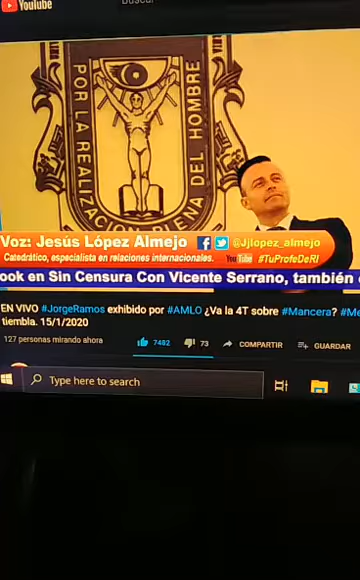 YouTube
Buscar
POR LA REALIZACION PLENA DEL HOMBRE
Voz: Jesús López Almejo
@Jjlopez_almejo
Catedrático, especialista en relaciones internacionales.
YouTube #TuProfeDeRI
ook en Sin Censura Con Vicente Serrano, también
EN VIVO #JorgeRamos exhibido por #AMLO ¿Va la 4T sobre #Mancera? #Me
tiembla. 15/1/2020
127 personas mirando ahora
7482
73
COMPARTIR
GUARDAR
Type here to search